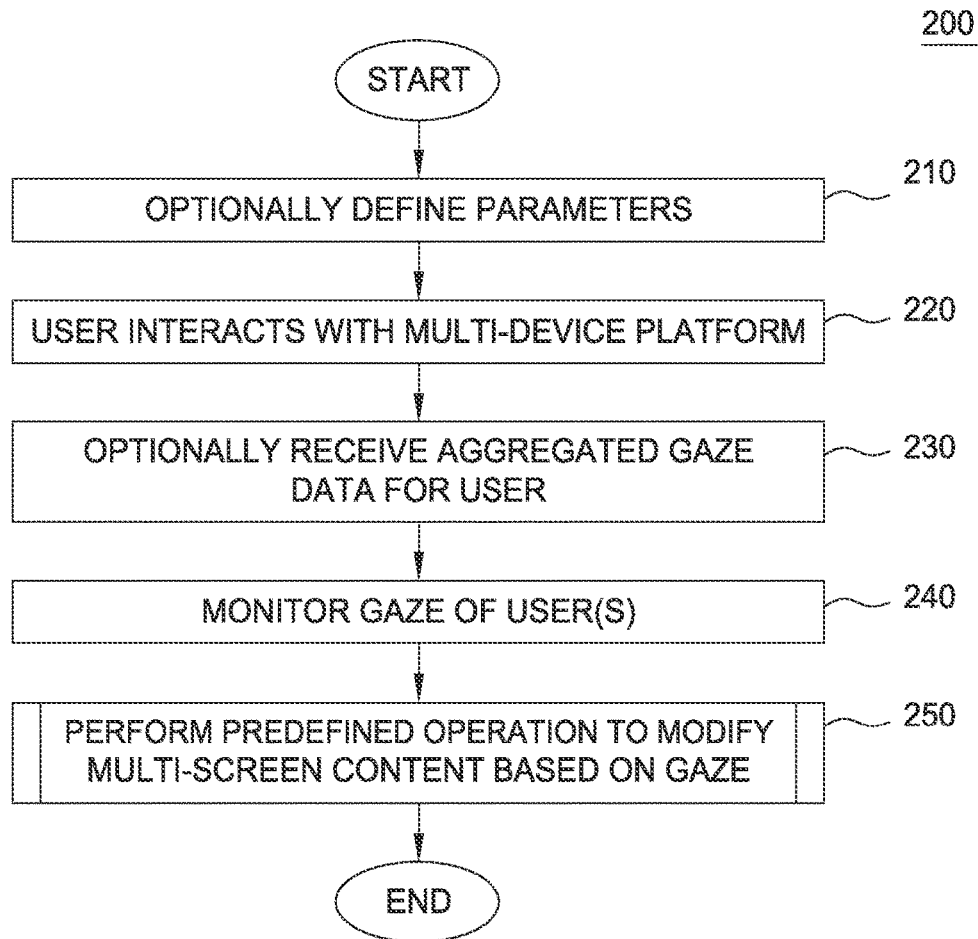 200
START
OPTIONALLY DEFINE PARAMETERS
210
USER INTERACTS WITH MULTI-DEVICE PLATFORM
220
OPTIONALLY RECEIVE AGGREGATED GAZE
DATA FOR USER
230
MONITOR GAZE OF USER(S)
240
PERFORM PREDEFINED OPERATION TO MODIFY
MULTI-SCREEN CONTENT BASED ON GAZE
250
END